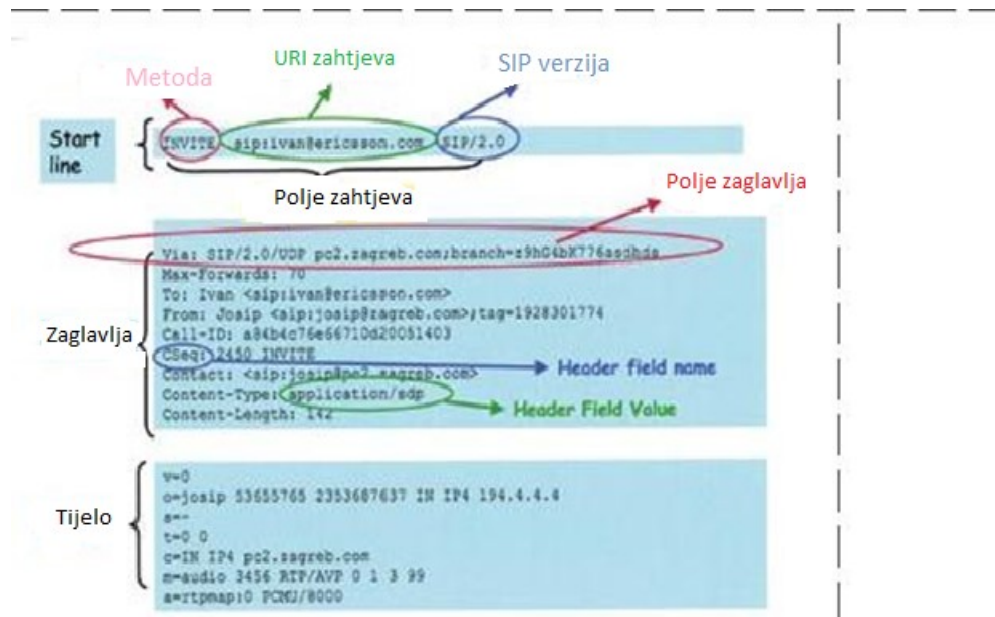 URI zahtjeva
Metoda
SIP verzija
Start line
INVITE sip:ivan@ericsson.com SIP/2.0
Polje zahtjeva
Polje zaglavlja
Via: SIP/2.0/UDP pc2.zagreb.com;branch=z9hG4bK776asdhds
Max-Forwards: 70
To: Ivan <sip:ivan@ericsson.com>
From: Josip <sip:josip@zagreb.com>;tag=1928301774
Zaglavlja
Call-ID: a84b4c76e66710d20051403
CSeq: 2450 INVITE
Header field name
Contact: <sip:josip@pc2.zagreb.com>
Content-Type: application/sdp
Header Field Value
Content-Length: 142
Tijelo
v=0
o=josip 53655765 2353687637 IN IP4 194.4.4.4
s=-
t=0 0
c=IN IP4 pc2.zagreb.com
m=audio 3456 RTP/AVP 0 1 3 99
a=rtpmap:0 PCMU/8000